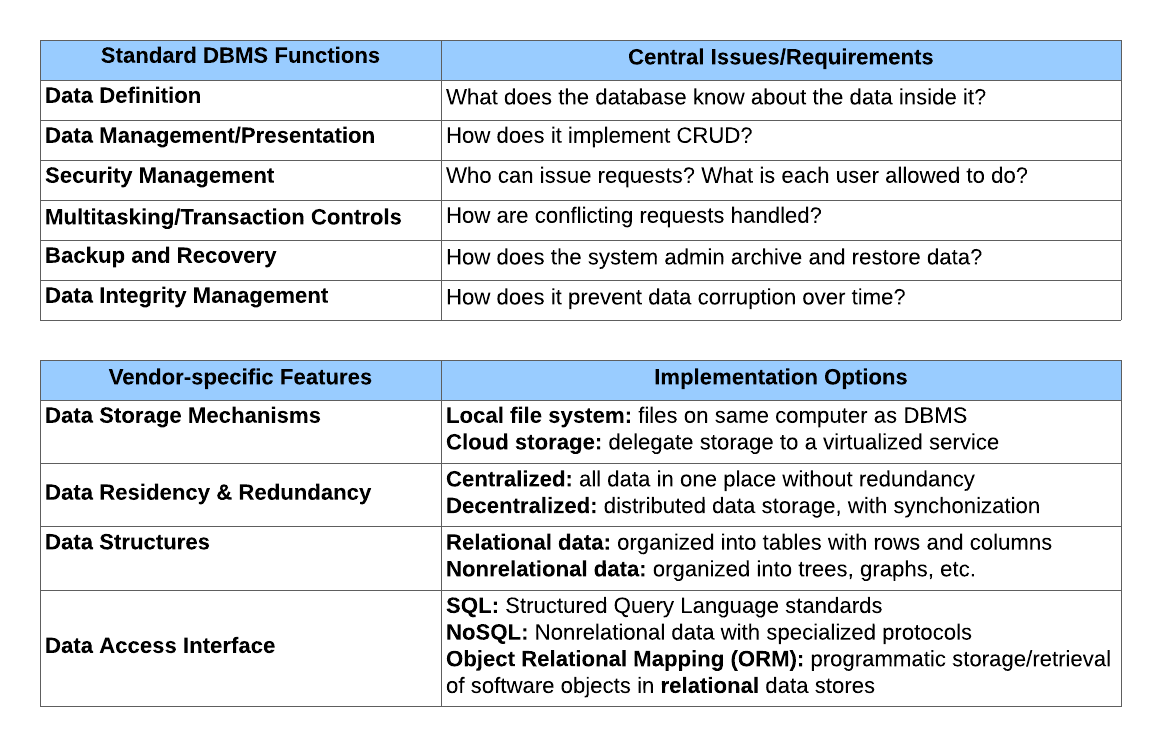 Standard DBMS Functions
Central Issues/Requirements
Data Definition
What does the database know about the data inside it?
Data Management/Presentation
How does it implement CRUD?
Security Management
Who can issue requests? What is each user allowed to do?
Multitasking/Transaction Controls
How are conflicting requests handled?
Backup and Recovery
How does the system admin archive and restore data?
Data Integrity Management
How does it prevent data corruption over time?
Vendor-specific Features
Implementation Options
Data Storage Mechanisms
Local file system: files on same computer as DBMS
Cloud storage: delegate storage to a virtualized service
Data Residency & Redundancy
Centralized: all data in one place without redundancy
Decentralized: distributed data storage, with synchonization
Data Structures
Relational data: organized into tables with rows and columns
Nonrelational data: organized into trees, graphs, etc.
Data Access Interface
SQL: Structured Query Language standards
NoSQL: Nonrelational data with specialized protocols
Object Relational Mapping (ORM): programmatic storage/retrieval
of software objects in relational data stores